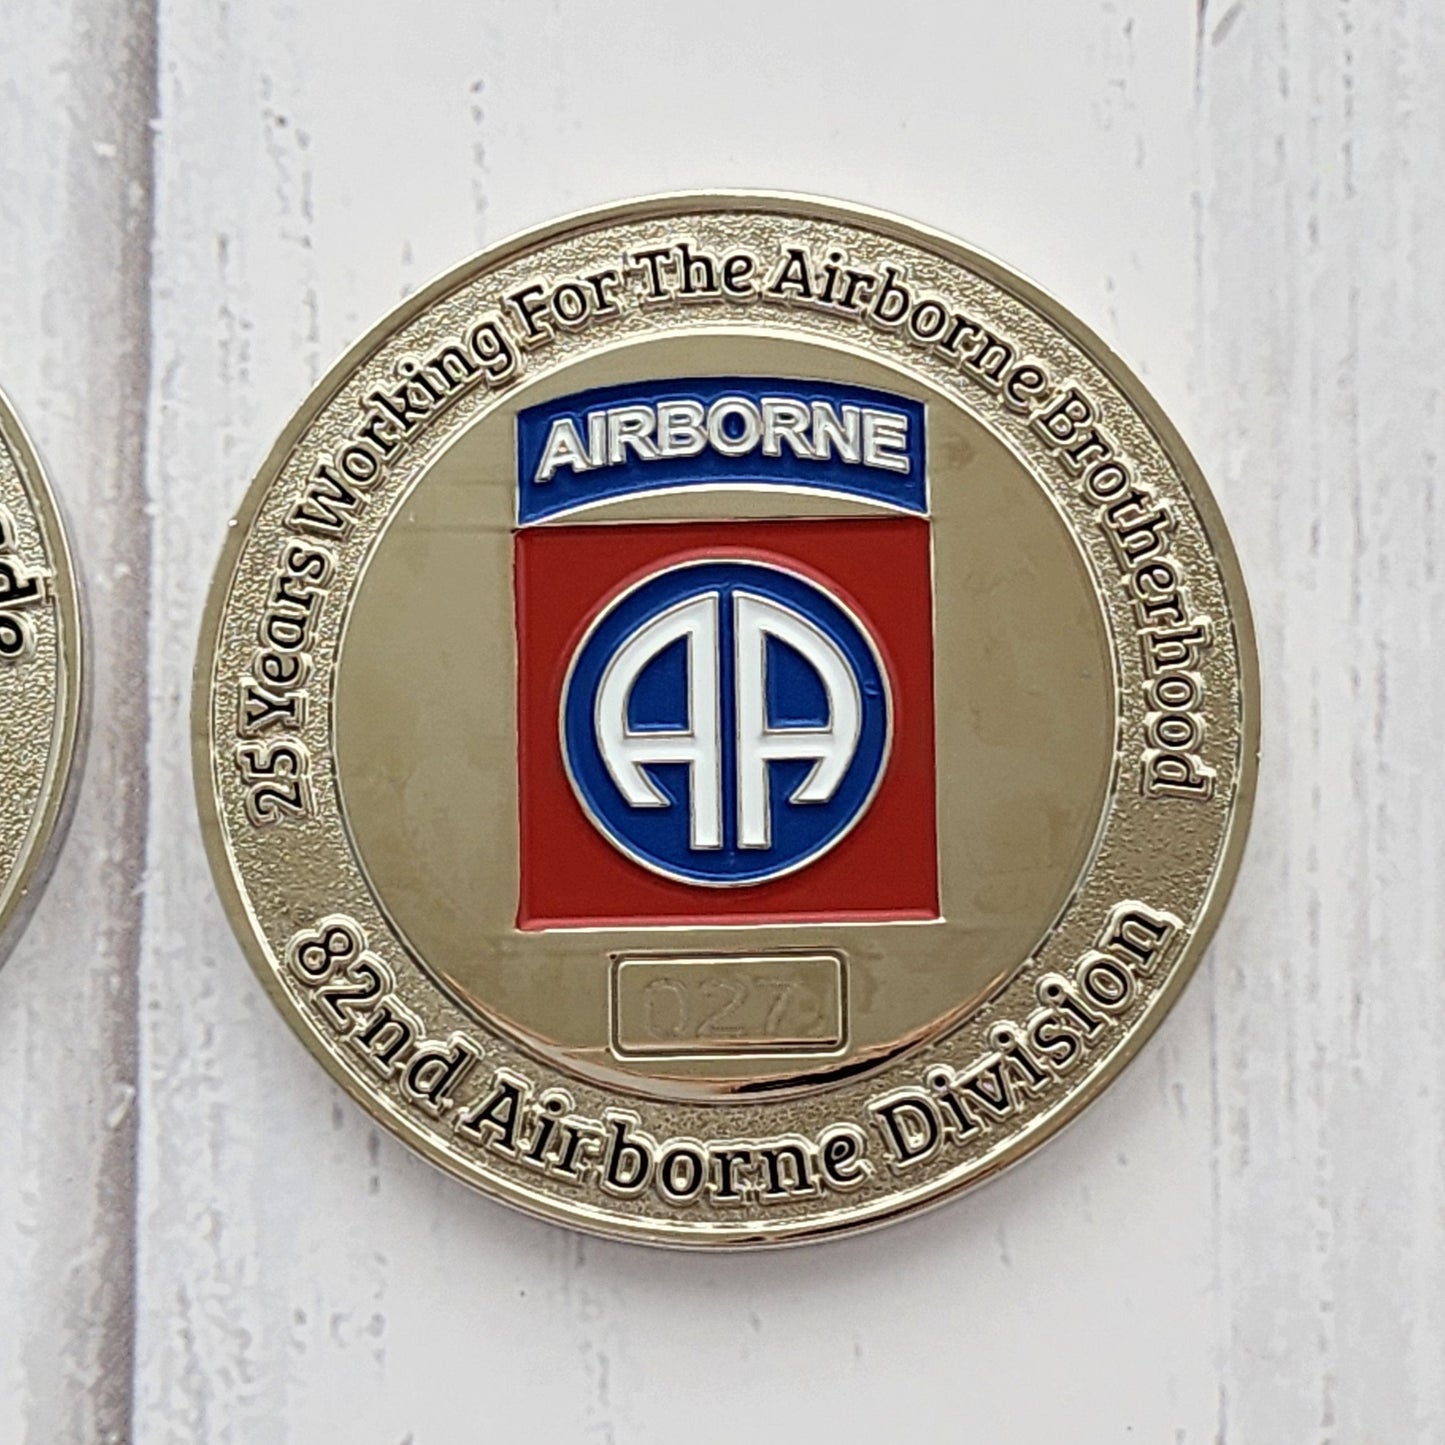 25 Years Working For The Airborne Brotherhood
AIRBORNE
AA
027
82nd Airborne Division